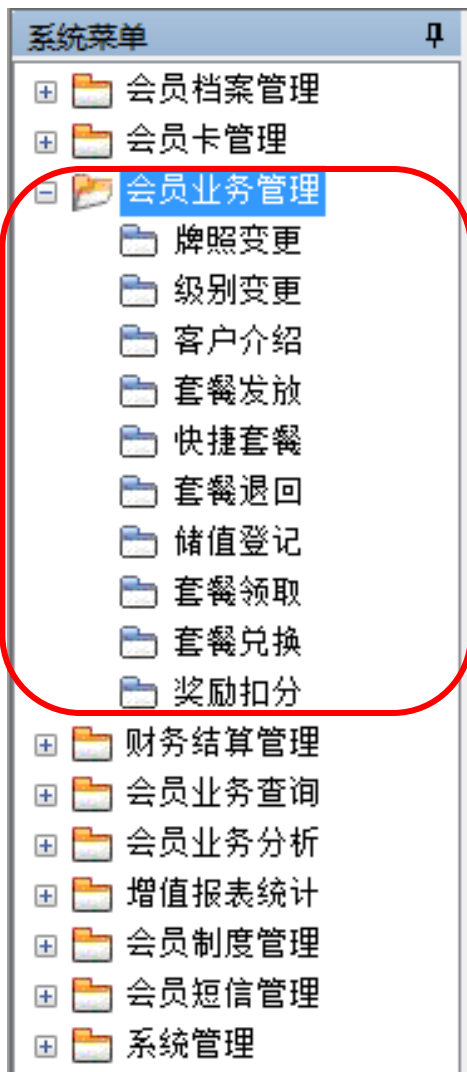 系统菜单
会员档案管理
会员卡管理
会员业务管理
牌照变更
级别变更
客户介绍
套餐发放
快捷套餐
套餐退回
储值登记
套餐领取
套餐兑换
奖励扣分
财务结算管理
会员业务查询
会员业务分析
增值报表统计
会员制度管理
会员短信管理
系统管理